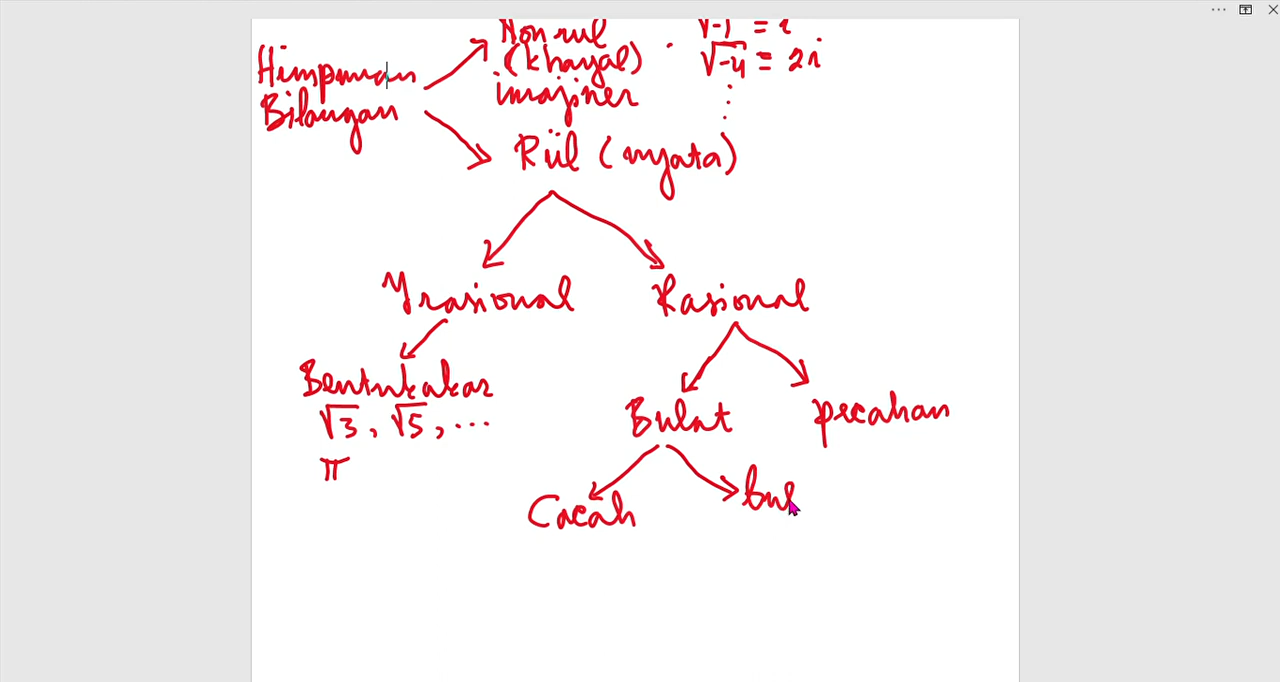 Non riil √-1 = i
Himpunan (khayal) √-4 = 2i
Bilangan imajiner
Riil (nyata)
Irasional Rasional
Bentuk akar
√3, √5, ... Bulat pecahan
π
Cacah bul